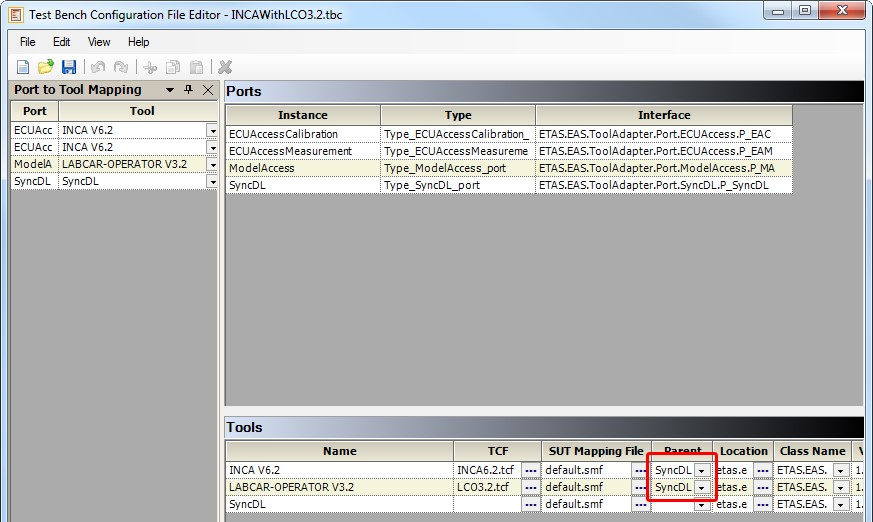 Test Bench Configuration File Editor - INCAWithLCO3.2.tbc
File Edit View Help
Port to Tool Mapping
Port Tool
ECUAcc INCA V6.2
ECUAcc INCA V6.2
ModelA LABCAR-OPERATOR V3.2
SyncDL SyncDL
Ports
Instance Type Interface
ECUAccessCalibration Type_ECUAccessCalibration_ ETAS.EAS.ToolAdapter.Port.ECUAccess.P_EAC
ECUAccessMeasurement Type_ECUAccessMeasureme ETAS.EAS.ToolAdapter.Port.ECUAccess.P_EAM
ModelAccess Type_ModelAccess_port ETAS.EAS.ToolAdapter.Port.ModelAccess.P_MA
SyncDL Type_SyncDL_port ETAS.EAS.ToolAdapter.Port.SyncDL.P_SyncDL
Tools
Name TCF SUT Mapping File Parent Location Class Name V
INCA V6.2 INCA6.2.tcf ... default.smf ... SyncDL etas.e ... ETAS.EAS. 1.
LABCAR-OPERATOR V3.2 LCO3.2.tcf ... default.smf ... SyncDL etas.e ... ETAS.EAS. 1.
SyncDL ... default.smf ... etas.e ... ETAS.EAS. 1.